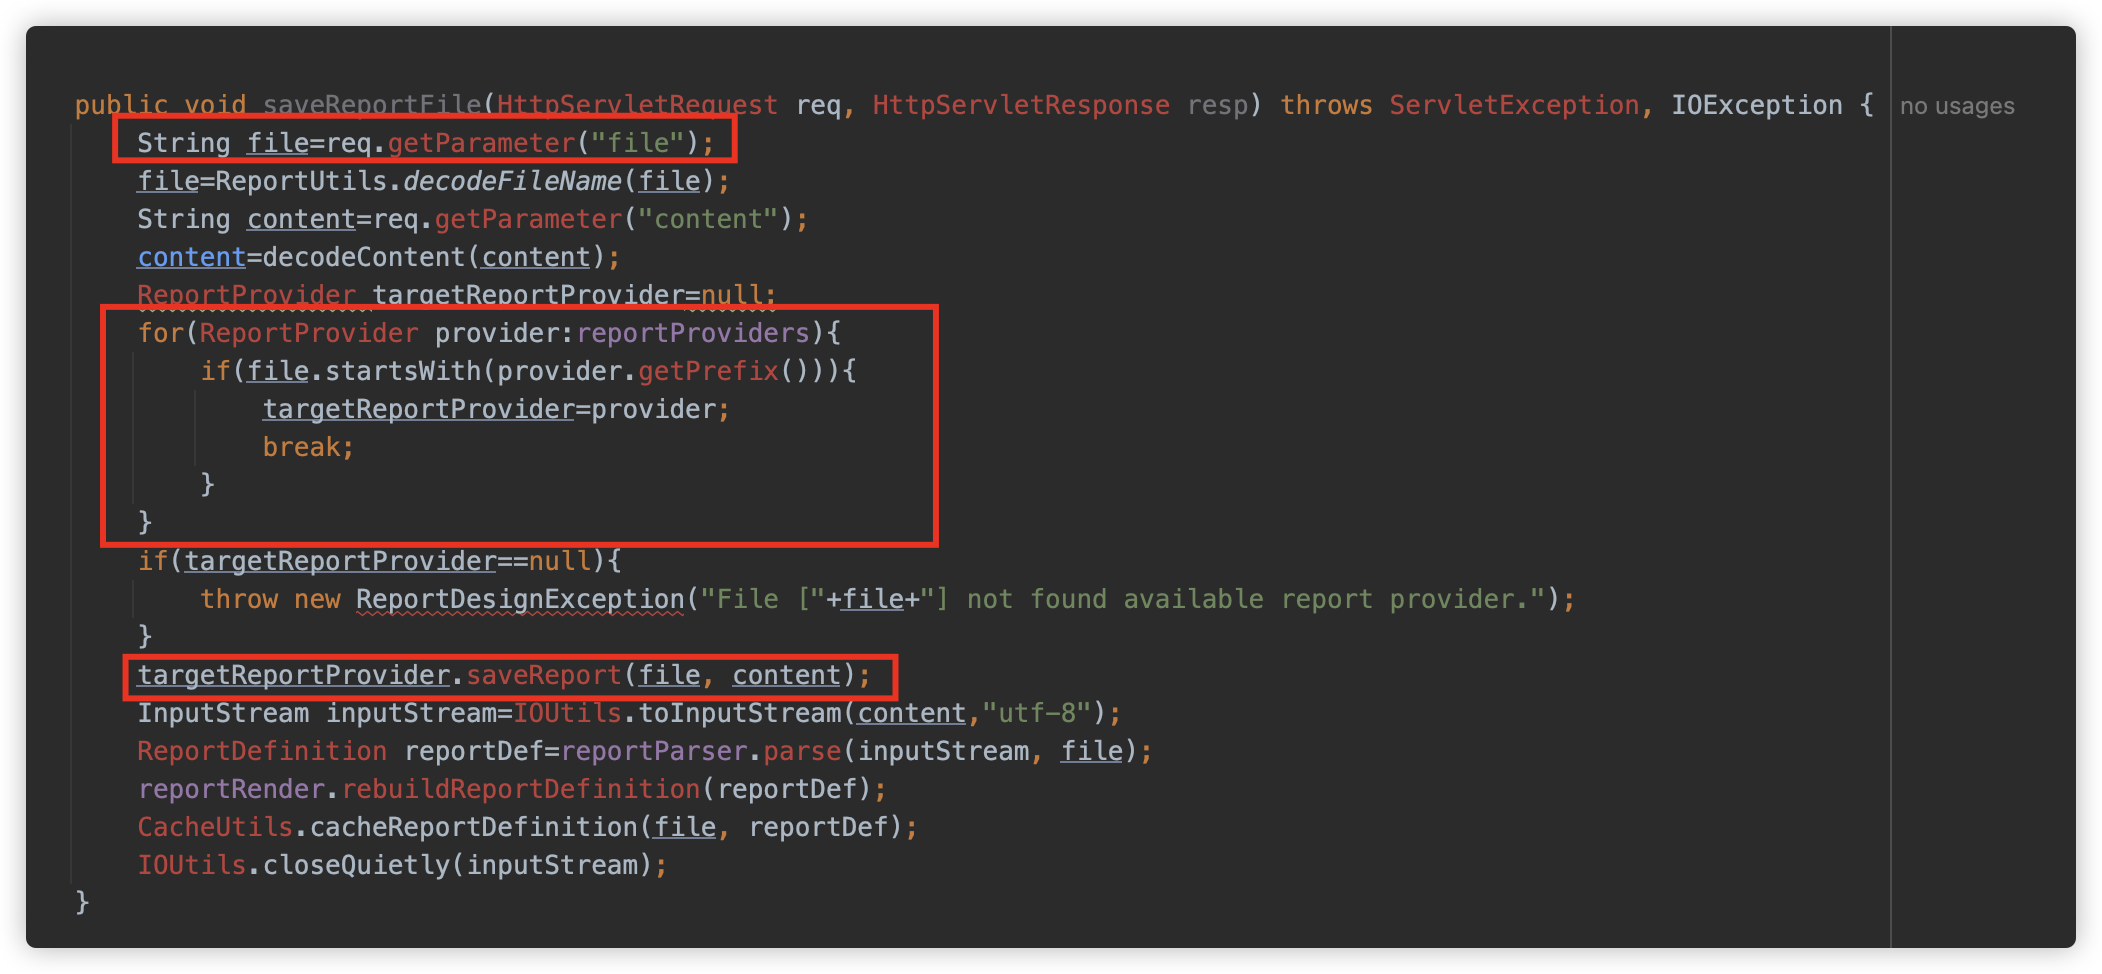 public void saveReportFile(HttpServletRequest req, HttpServletResponse resp) throws ServletException, IOException { no usages
String file=req.getParameter("file");
file=ReportUtils.decodeFileName(file);
String content=req.getParameter("content");
content=decodeContent(content);
ReportProvider targetReportProvider=null;
for(ReportProvider provider:reportProviders){
if(file.startsWith(provider.getPrefix())){
targetReportProvider=provider;
break;
}
}
if(targetReportProvider==null){
throw new ReportDesignException("File ["+file+"] not found available report provider.");
}
targetReportProvider.saveReport(file, content);
InputStream inputStream=IOUtils.toInputStream(content,"utf-8");
ReportDefinition reportDef=reportParser.parse(inputStream, file);
reportRender.rebuildReportDefinition(reportDef);
CacheUtils.cacheReportDefinition(file, reportDef);
IOUtils.closeQuietly(inputStream);
}